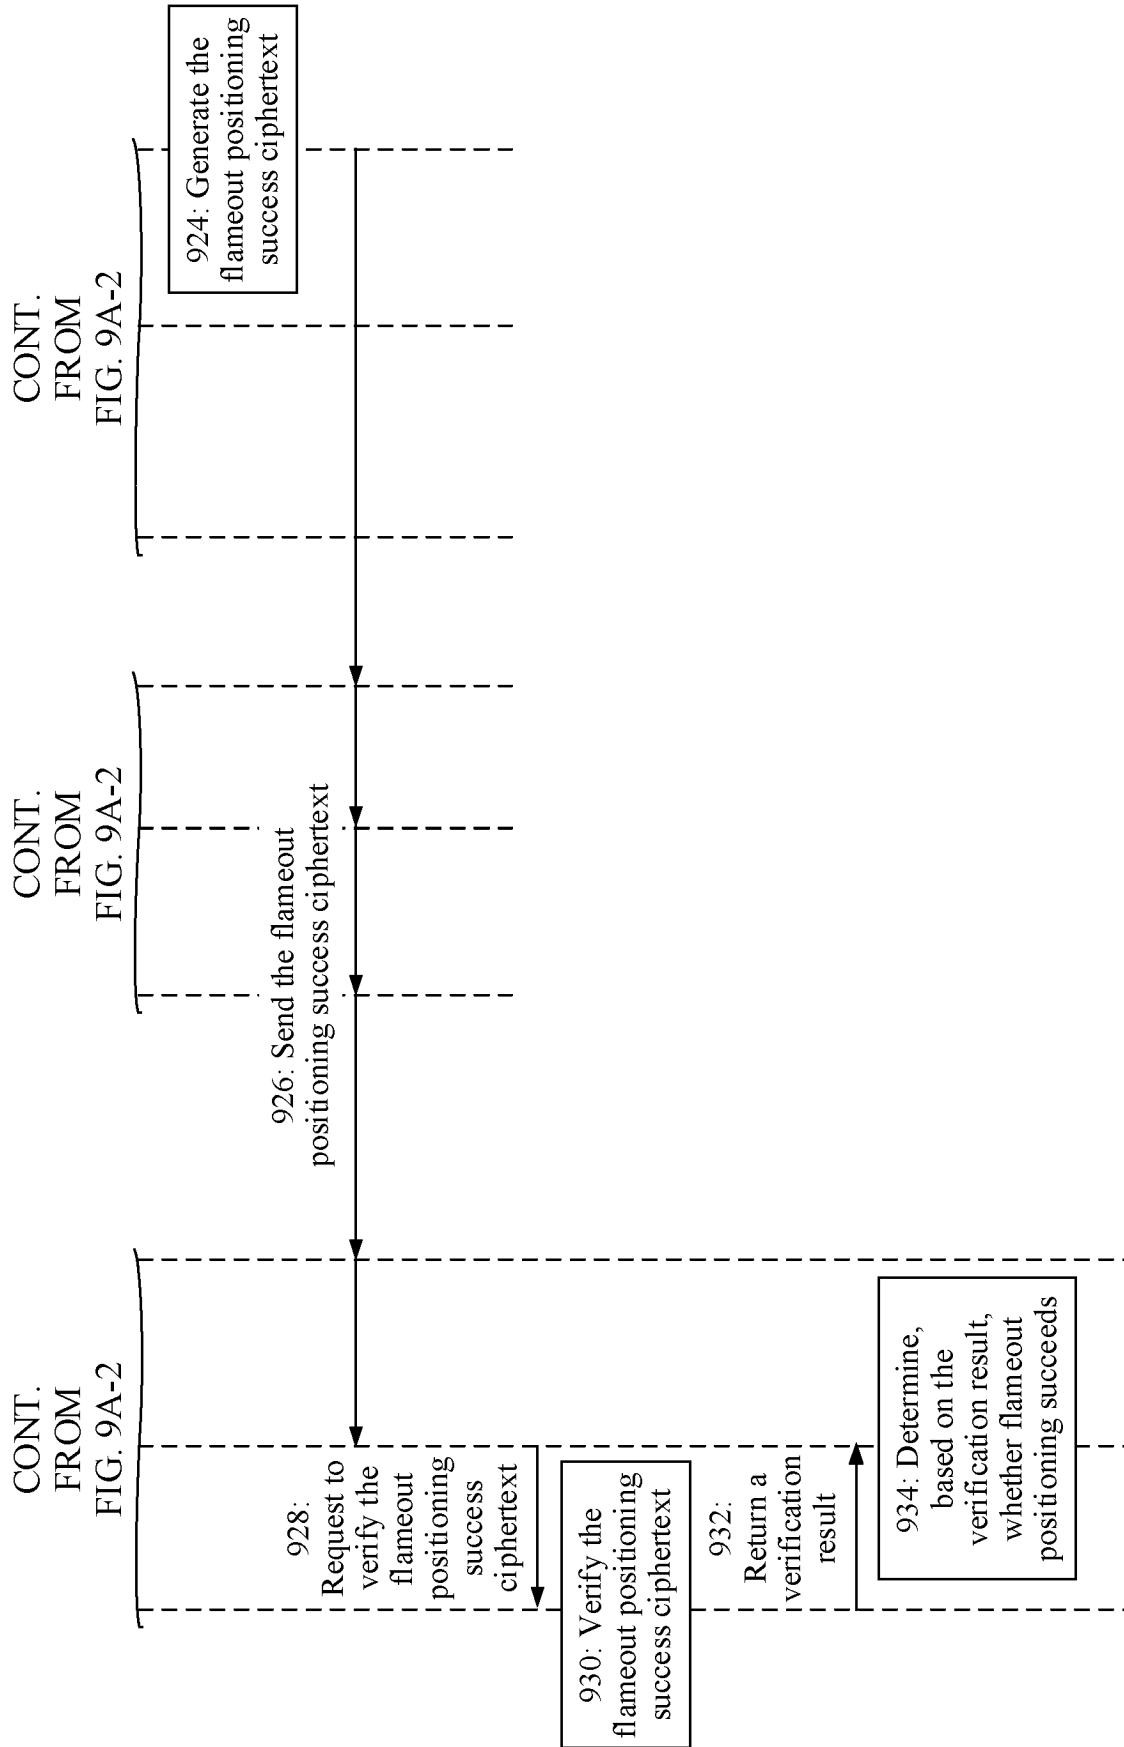 CONT.
FROM
FIG. 9A-2
CONT.
FROM
FIG. 9A-2
CONT.
FROM
FIG. 9A-2
924: Generate the
flameout positioning
success ciphertext
926: Send the flameout
positioning success ciphertext
928:
Request to
verify the
flameout
positioning
success
ciphertext
930: Verify the
flameout positioning
success ciphertext
932:
Return a
verification
result
934: Determine,
based on the
verification result,
whether flameout
positioning succeeds